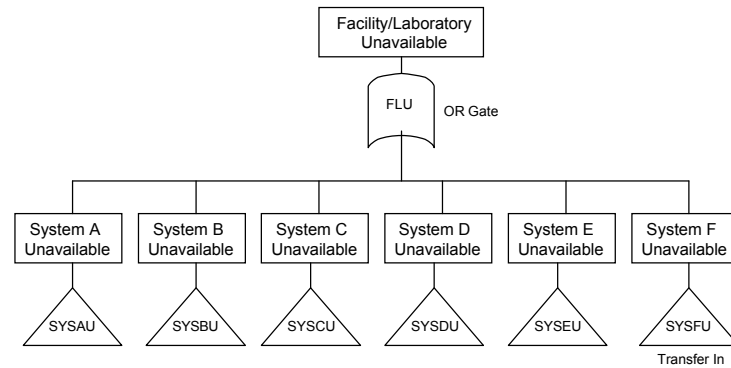 Facility/Laboratory
Unavailable
FLU
OR Gate
System A
Unavailable
System B
Unavailable
System C
Unavailable
System D
Unavailable
System E
Unavailable
System F
Unavailable
SYSAU
SYSBU
SYSCU
SYSDU
SYSEU
SYSFU
Transfer In